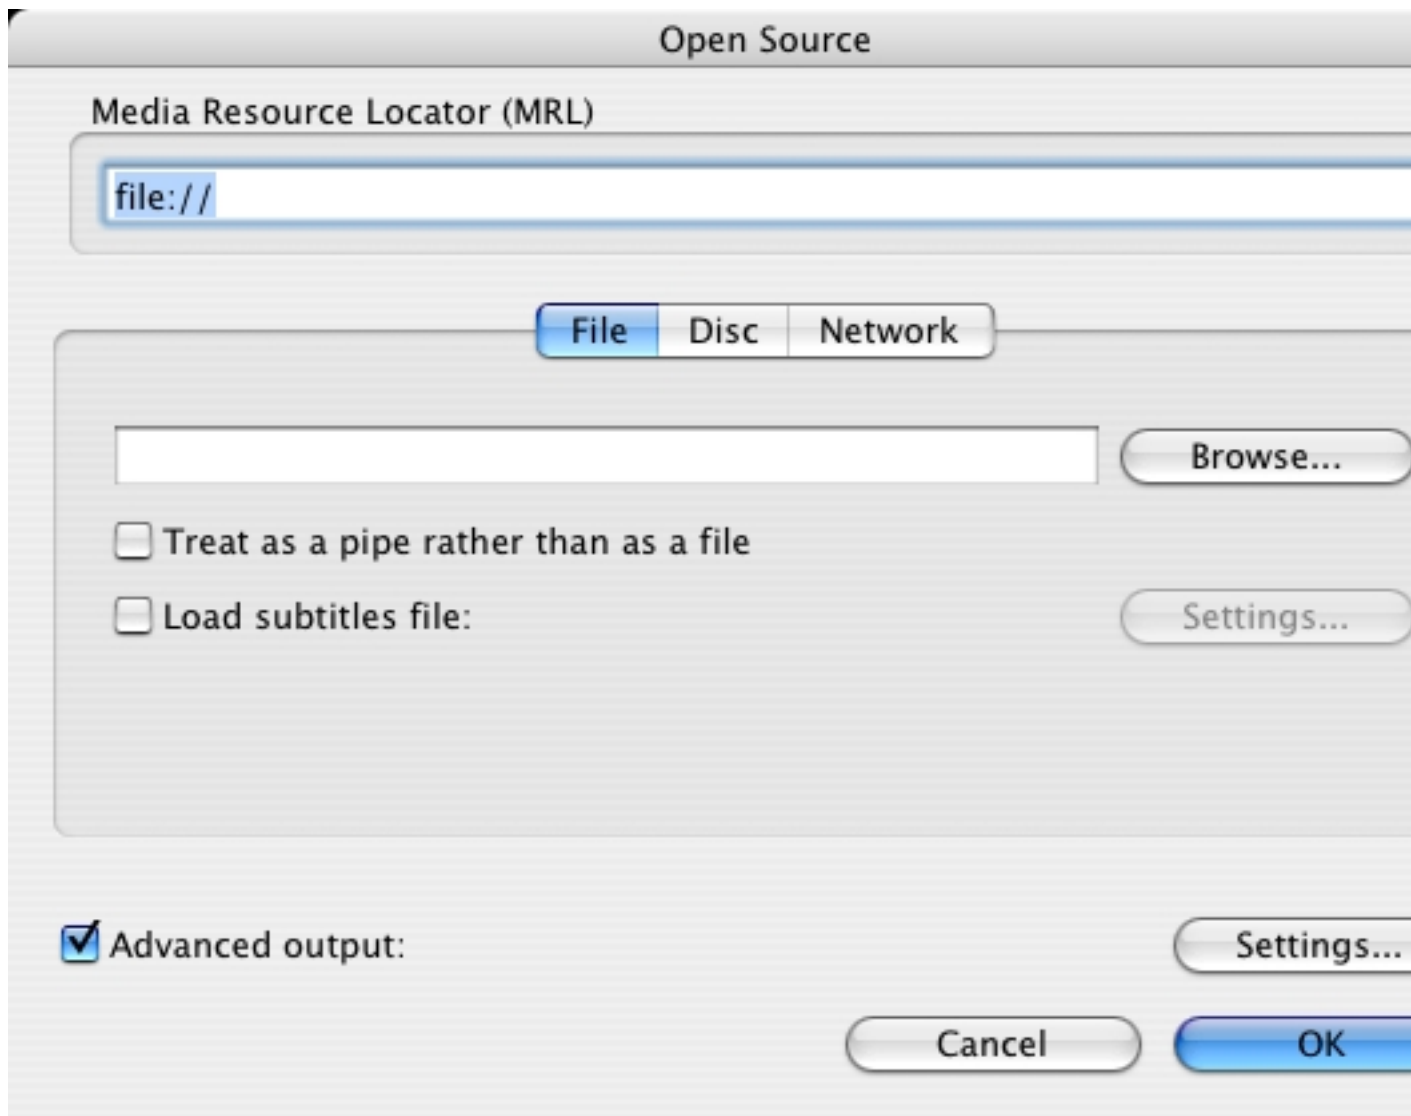 Open Source
Media Resource Locator (MRL)
file://
File Disc Network
Browse...
Treat as a pipe rather than as a file
Load subtitles file: Settings...
Advanced output: Settings...
Cancel OK